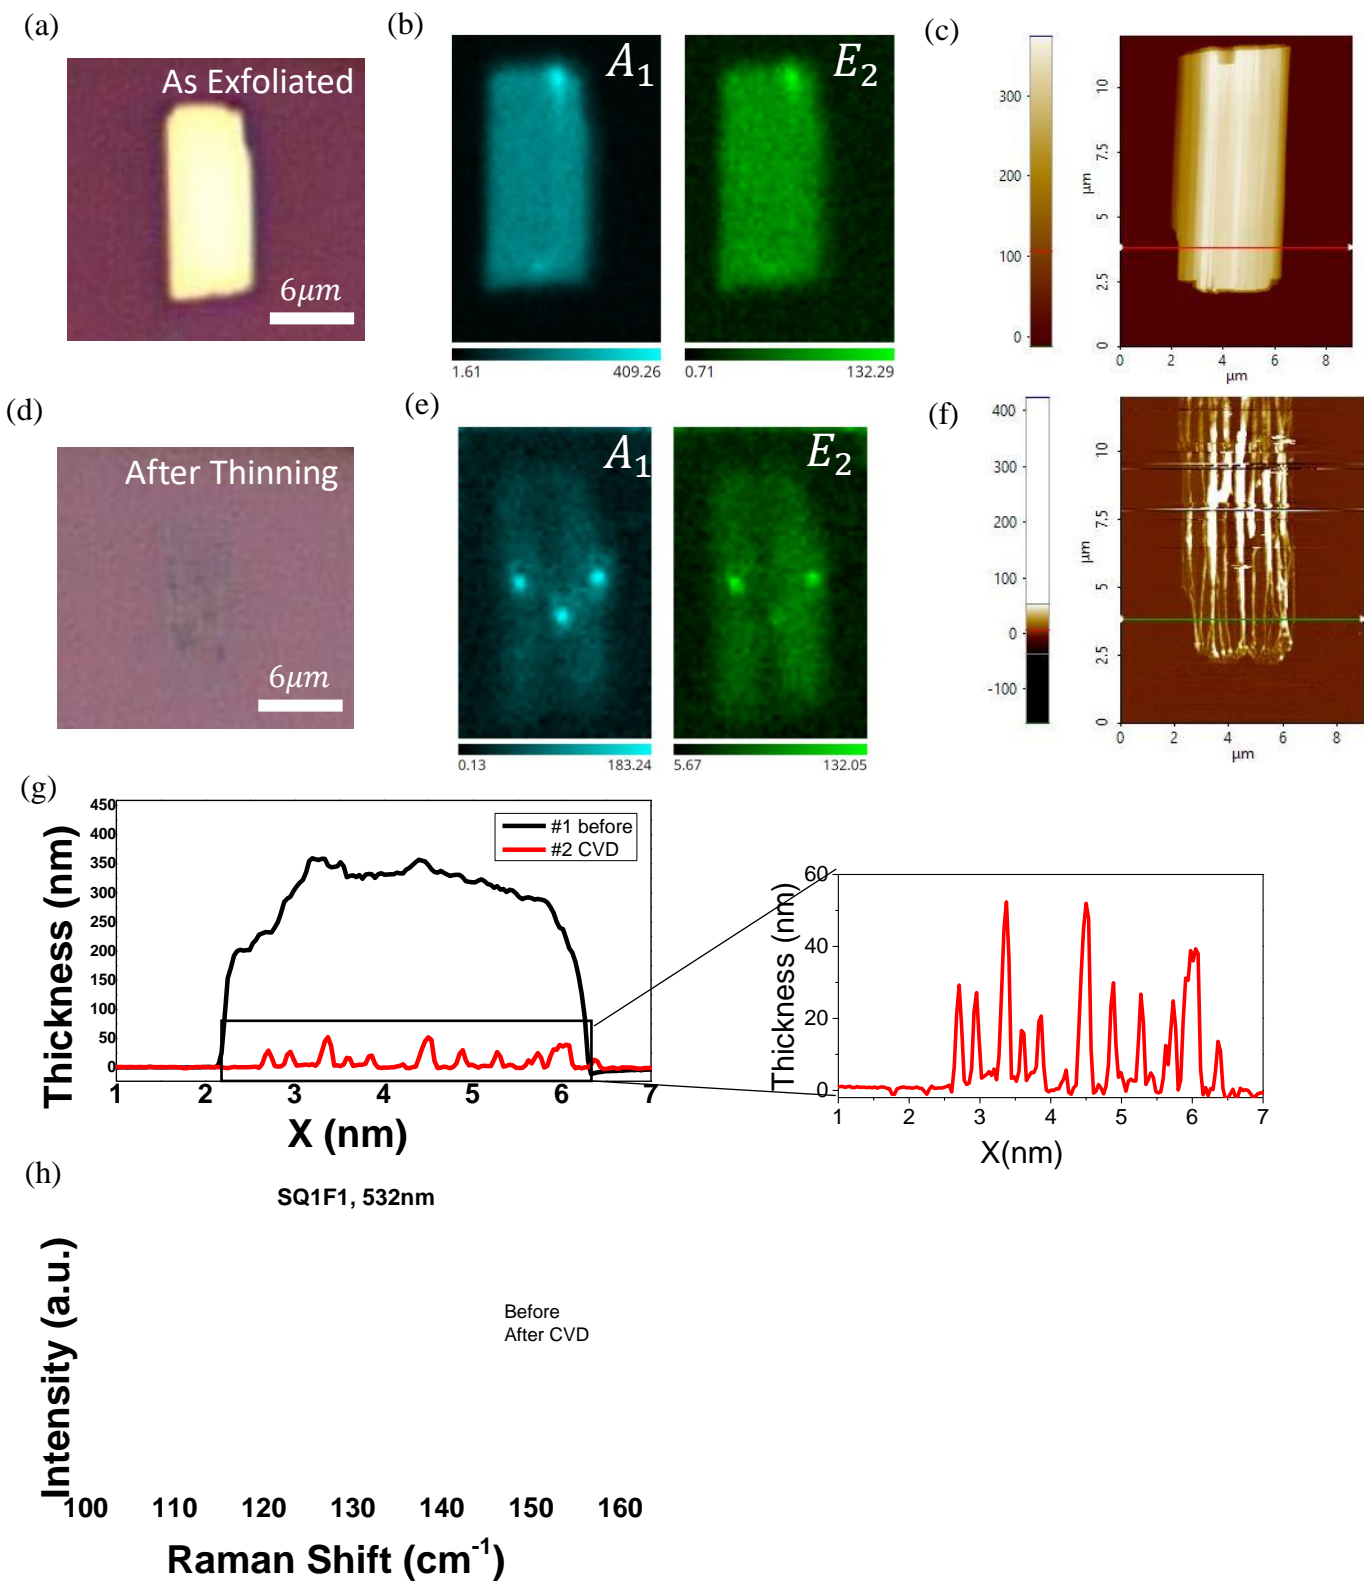 (a)
As Exfoliated
6μm
(b)
A₁
E₂
1.61
409.26
0.71
132.29
(c)
300
200
100
0
10
7.5
5
2.5
0
μm
0
2
4
6
8
μm
(d)
After Thinning
6μm
(e)
A₁
E₂
0.13
183.24
5.67
132.05
(f)
400
300
200
100
0
-100
10
7.5
5
2.5
0
μm
0
2
4
6
8
μm
(g)
Thickness (nm)
450
400
350
300
250
200
150
100
50
0
#1 before
#2 CVD
1
2
3
4
5
6
7
X (nm)
Thickness (nm)
60
40
20
0
1
2
3
4
5
6
7
X(nm)
(h)
SQ1F1, 532nm
Intensity (a.u.)
Before
After CVD
100
110
120
130
140
150
160
Raman Shift (cm⁻¹)